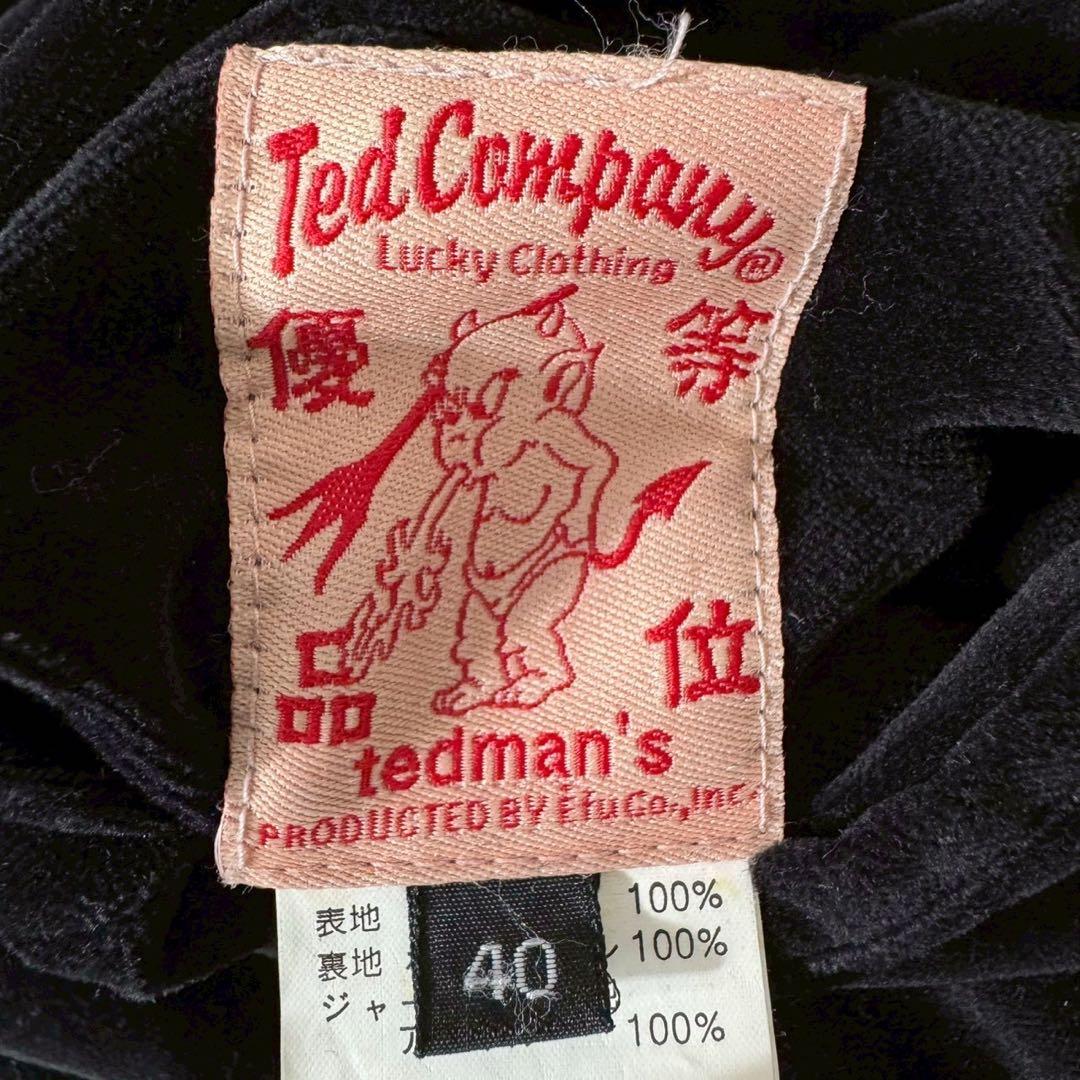 Ted Company®
Lucky Clothing
優 等
品 位
tedman's
PRODUCTED BY Efu Co., Inc.
表地 100%
裏地 ル 100%
40
ジャ
100%